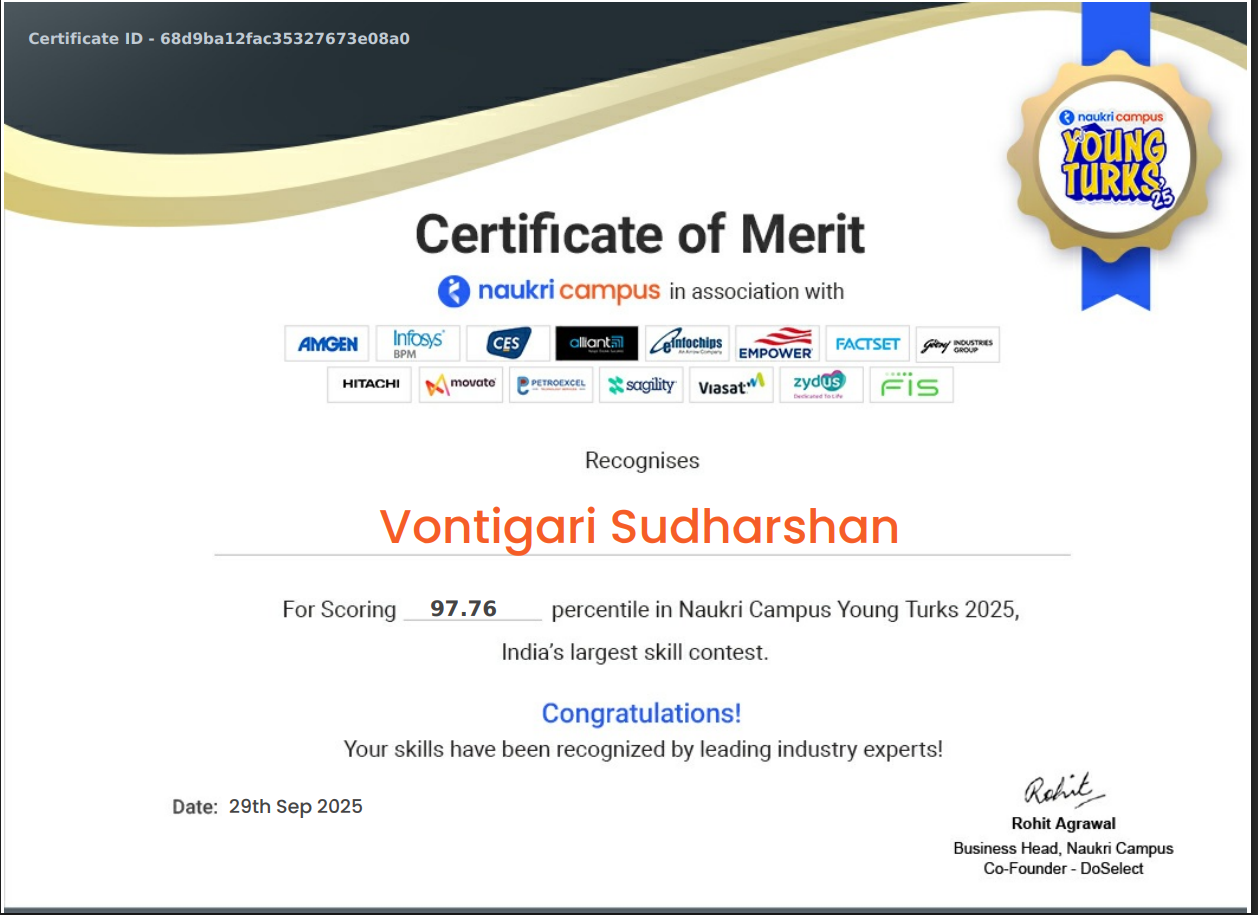 Certificate ID - 68d9ba12fac35327673e08a0
naukri campus
YOUNG
TURKS
25
Certificate of Merit
naukri campus in association with
AMGEN Infosys BPM CES alliant einfochips An Arrow Company EMPOWER FACTSET Godrej INDUSTRIES GROUP
HITACHI movate PETROEXCEL sagility Viasat zydus Dedicated To Life FIS
Recognises
Vontigari Sudharshan
For Scoring 97.76 percentile in Naukri Campus Young Turks 2025,
India's largest skill contest.
Congratulations!
Your skills have been recognized by leading industry experts!
Date: 29th Sep 2025
Rohit
Rohit Agrawal
Business Head, Naukri Campus
Co-Founder - DoSelect